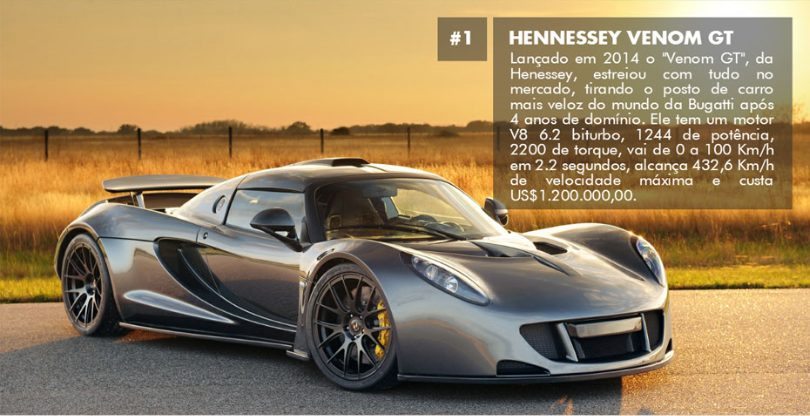 #1
HENNESSEY VENOM GT
Lançado em 2014 o "Venom GT", da
Henessey, estreiou com tudo no
mercado, tirando o posto de carro
mais veloz do mundo da Bugatti após
4 anos de domínio. Ele tem um motor
V8 6.2 biturbo, 1244 de potência,
2200 de torque, vai de 0 a 100 Km/h
em 2.2 segundos, alcança 432,6 Km/h
de velocidade máxima e custa
US$1.200.000,00.